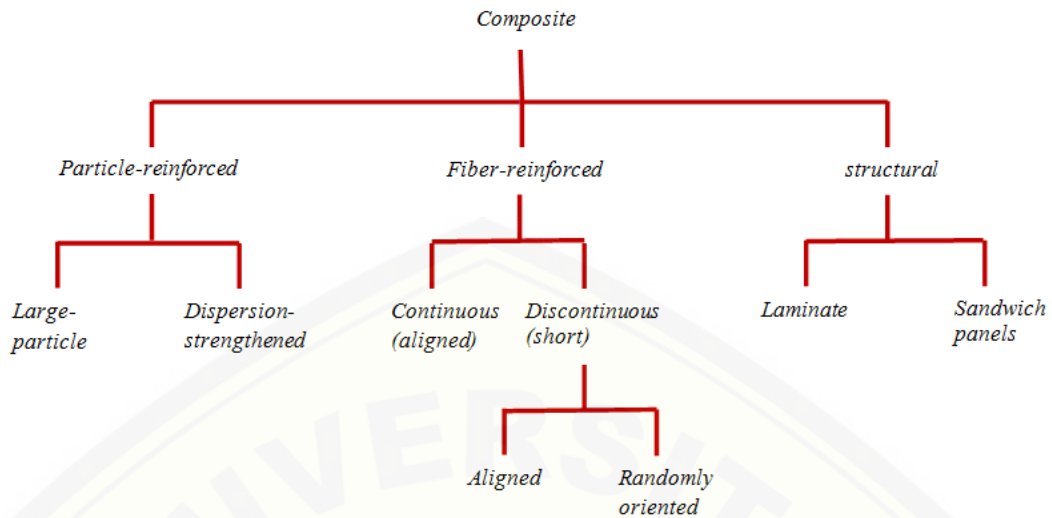 Composite
Particle-reinforced
Fiber-reinforced
structural
Large-
particle
Dispersion-
strengthened
Continuous
(aligned)
Discontinuous
(short)
Laminate
Sandwich
panels
Aligned
Randomly
oriented
NIVERSIT